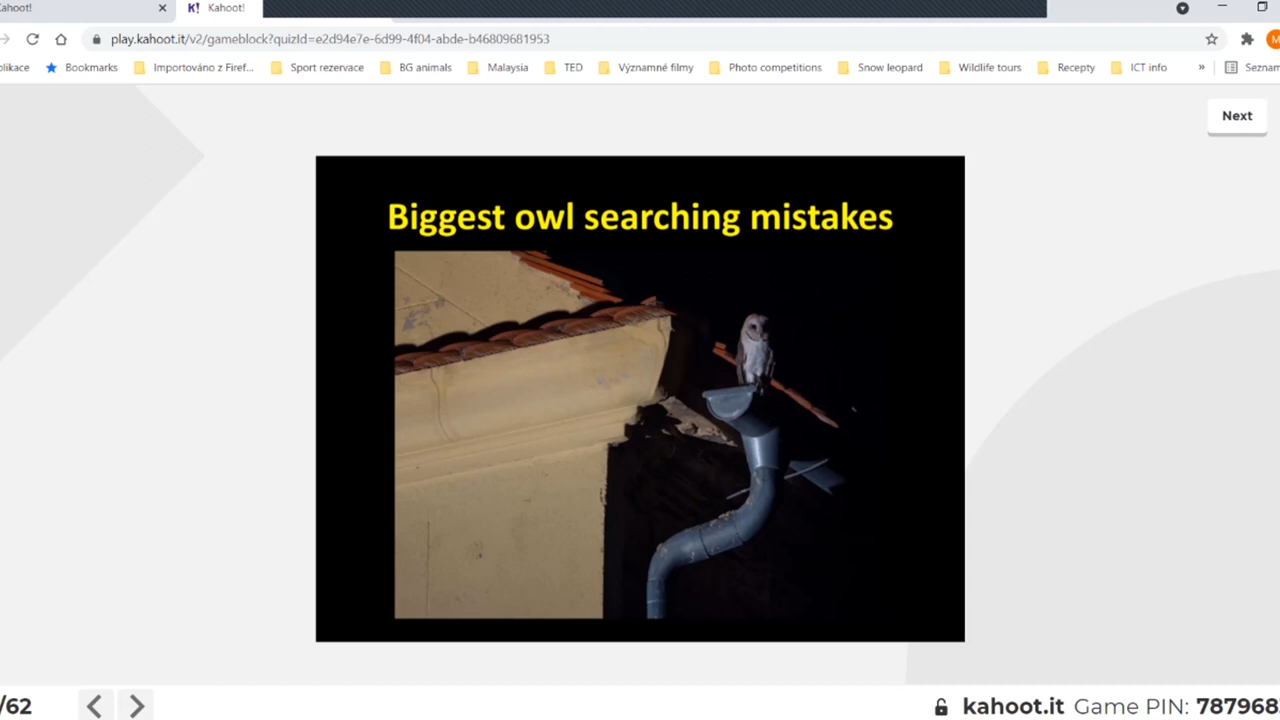 Kahoot!
K! Kahoot!
play.kahoot.it/v2/gameblock?quizId=e2d94e7e-6d99-4f04-abde-b46809681953
M
plikace Bookmarks Importováno z Firef... Sport rezervace BG animals Malaysia TED Významné filmy Photo competitions Snow leopard Wildlife tours Recepty ICT info » Seznam
Next
Biggest owl searching mistakes
/62
kahoot.it Game PIN: 787968